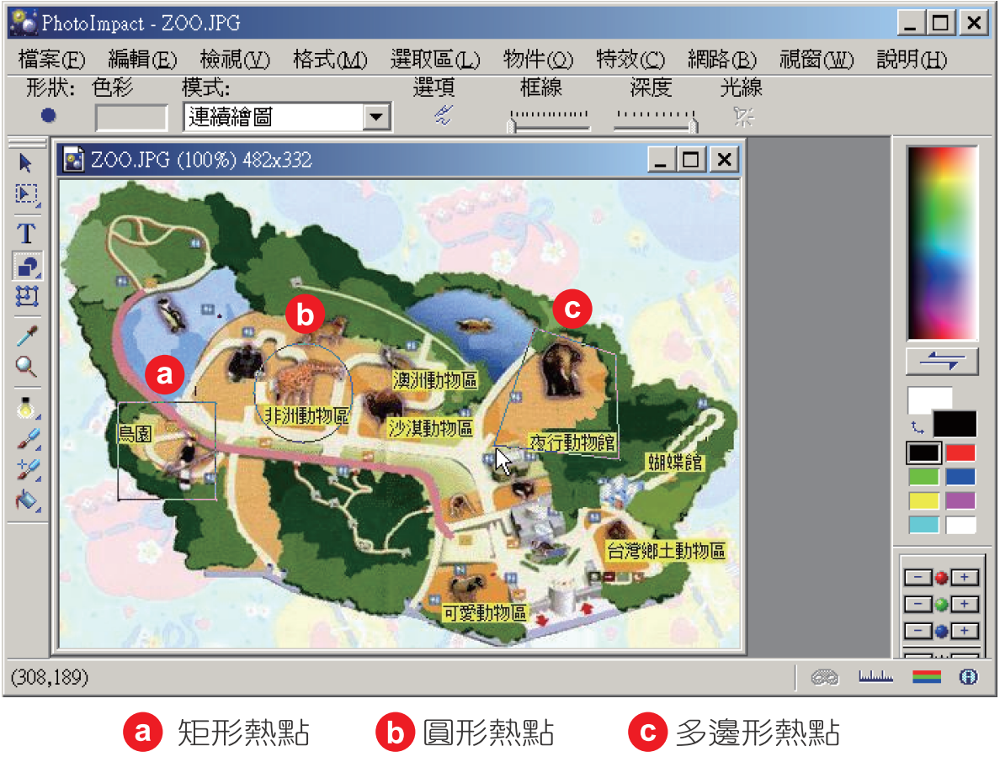 PhotoImpact - ZOO.JPG
檔案(F) 編輯(E) 檢視(V) 格式(M) 選取區(L) 物件(O) 特效(C) 網路(B) 視窗(W) 說明(H)
形狀: 色彩 模式: 選項 框線 深度 光線
連續繪圖
ZOO.JPG (100%) 482x332
T
b
c
a
澳洲動物區
非洲動物區
沙漠動物區
鳥園
夜行動物館
蝴蝶館
台灣鄉土動物區
可愛動物區
(308,189)
a 矩形熱點 b 圓形熱點 c 多邊形熱點